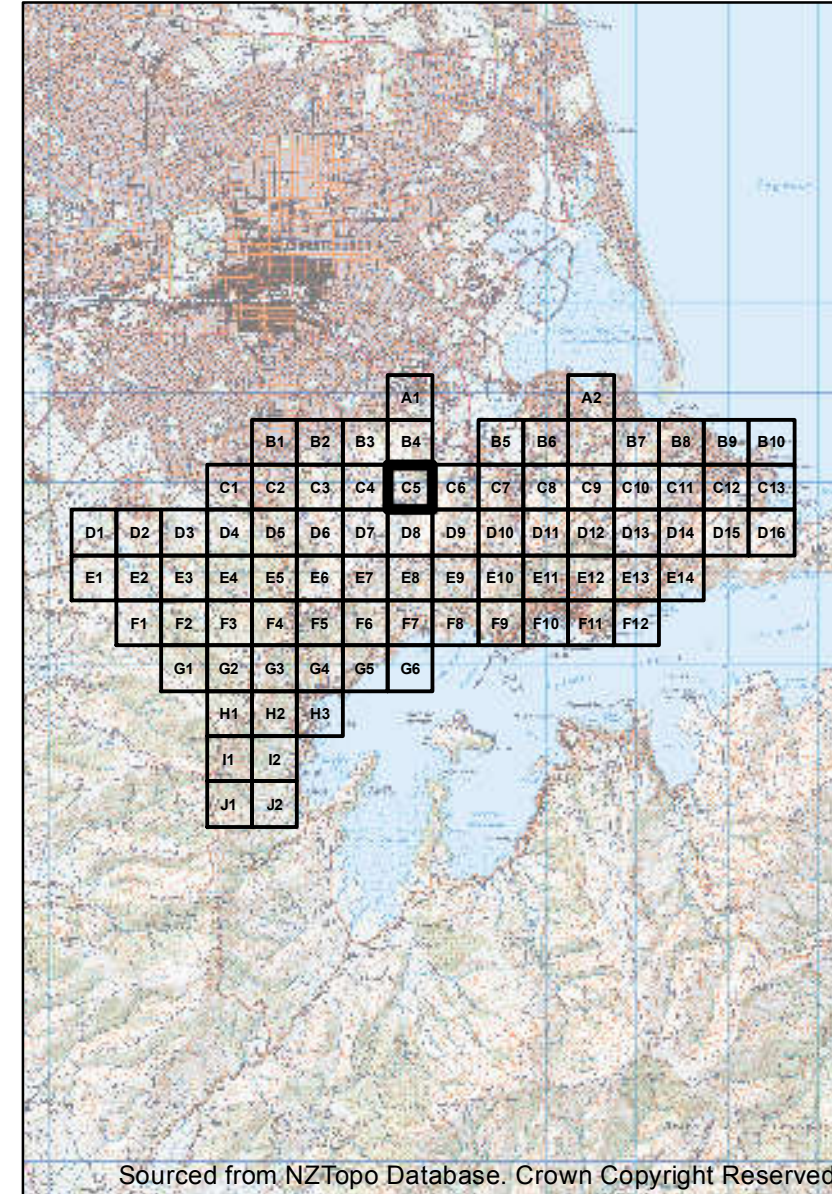 A1 A2
B1 B2 B3 B4 B5 B6 B7 B8 B9 B10
C1 C2 C3 C4 C5 C6 C7 C8 C9 C10 C11 C12 C13
D1 D2 D3 D4 D5 D6 D7 D8 D9 D10 D11 D12 D13 D14 D15 D16
E1 E2 E3 E4 E5 E6 E7 E8 E9 E10 E11 E12 E13 E14
F1 F2 F3 F4 F5 F6 F7 F8 F9 F10 F11 F12
G1 G2 G3 G4 G5 G6
H1 H2 H3
I1 I2
J1 J2
Sourced from NZTopo Database. Crown Copyright Reserved